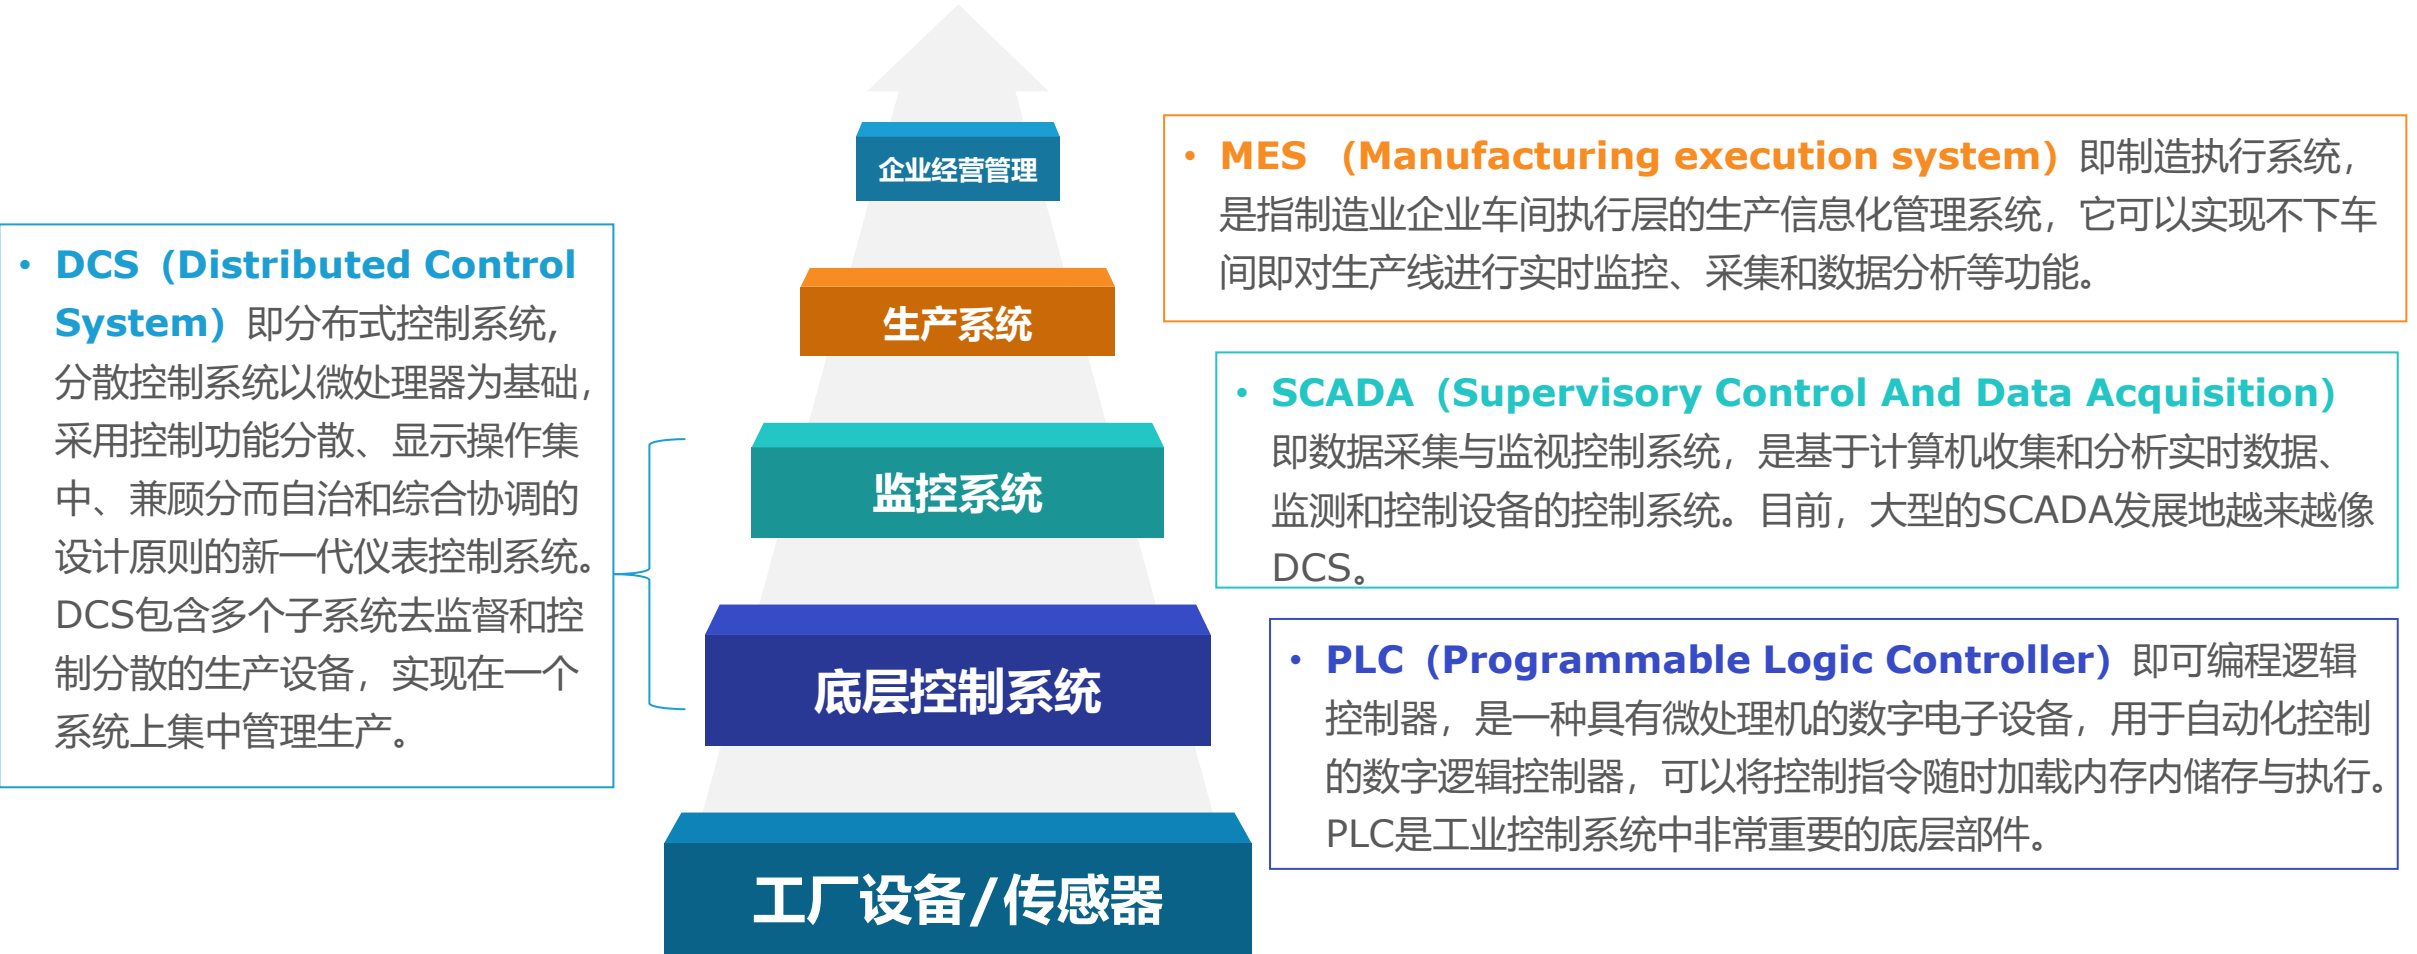 企业经营管理
生产系统
监控系统
底层控制系统
工厂设备/传感器
• DCS（Distributed Control
System）即分布式控制系统，
分散控制系统以微处理器为基础，
采用控制功能分散、显示操作集
中、兼顾分而自治和综合协调的
设计原则的新一代仪表控制系统。
DCS包含多个子系统去监督和控
制分散的生产设备，实现在一个
系统上集中管理生产。
• MES （Manufacturing execution system）即制造执行系统，
是指制造业企业车间执行层的生产信息化管理系统，它可以实现不下车
间即对生产线进行实时监控、采集和数据分析等功能。
• SCADA（Supervisory Control And Data Acquisition）
即数据采集与监视控制系统，是基于计算机收集和分析实时数据、
监测和控制设备的控制系统。目前，大型的SCADA发展地越来越像
DCS。
• PLC（Programmable Logic Controller）即可编程逻辑
控制器，是一种具有微处理机的数字电子设备，用于自动化控制
的数字逻辑控制器，可以将控制指令随时加载内存内储存与执行。
PLC是工业控制系统中非常重要的底层部件。